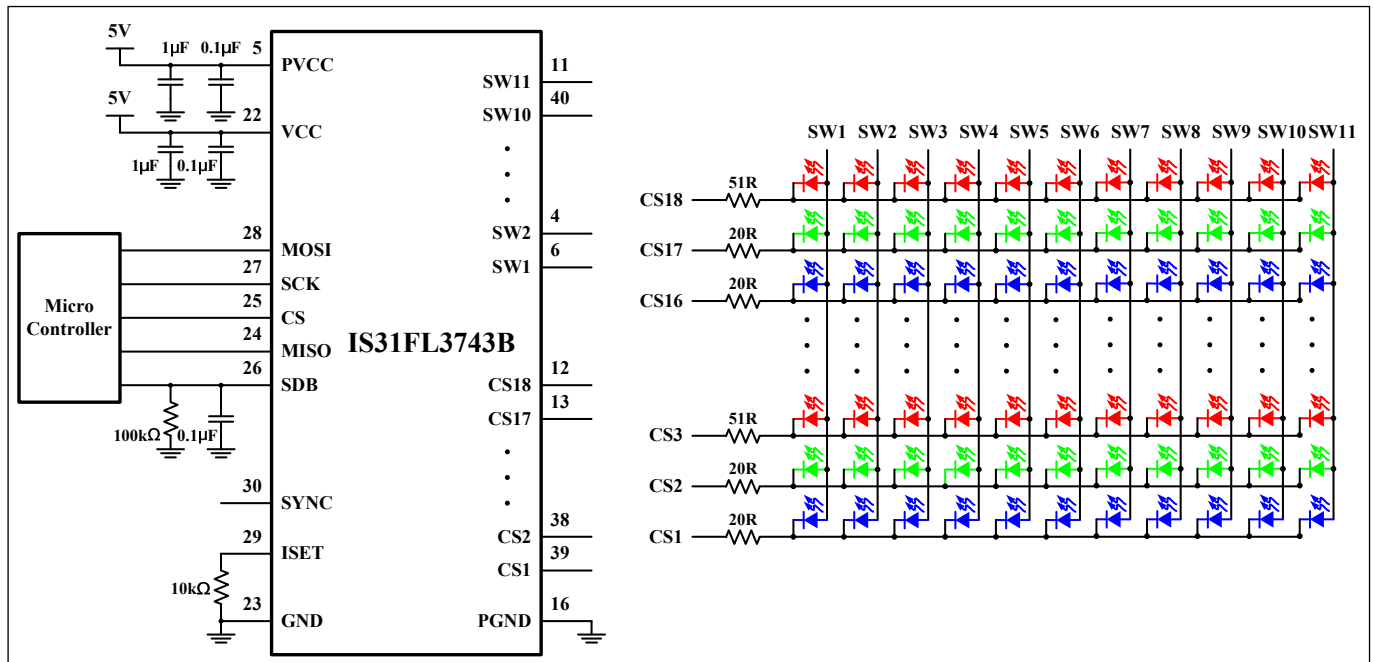 5V
1μF 0.1μF
5
PVCC
5V
22
VCC
1μF 0.1μF
Micro
Controller
28
MOSI
27
SCK
25
CS
24
MISO
26
SDB
100kΩ
0.1μF
30
SYNC
29
ISET
10kΩ
23
GND
IS31FL3743B
11
SW11
40
SW10
4
SW2
6
SW1
12
CS18
13
CS17
38
CS2
39
CS1
16
PGND
SW1 SW2 SW3 SW4 SW5 SW6 SW7 SW8 SW9 SW10 SW11
CS18 51R
CS17 20R
CS16 20R
CS3 51R
CS2 20R
CS1 20R